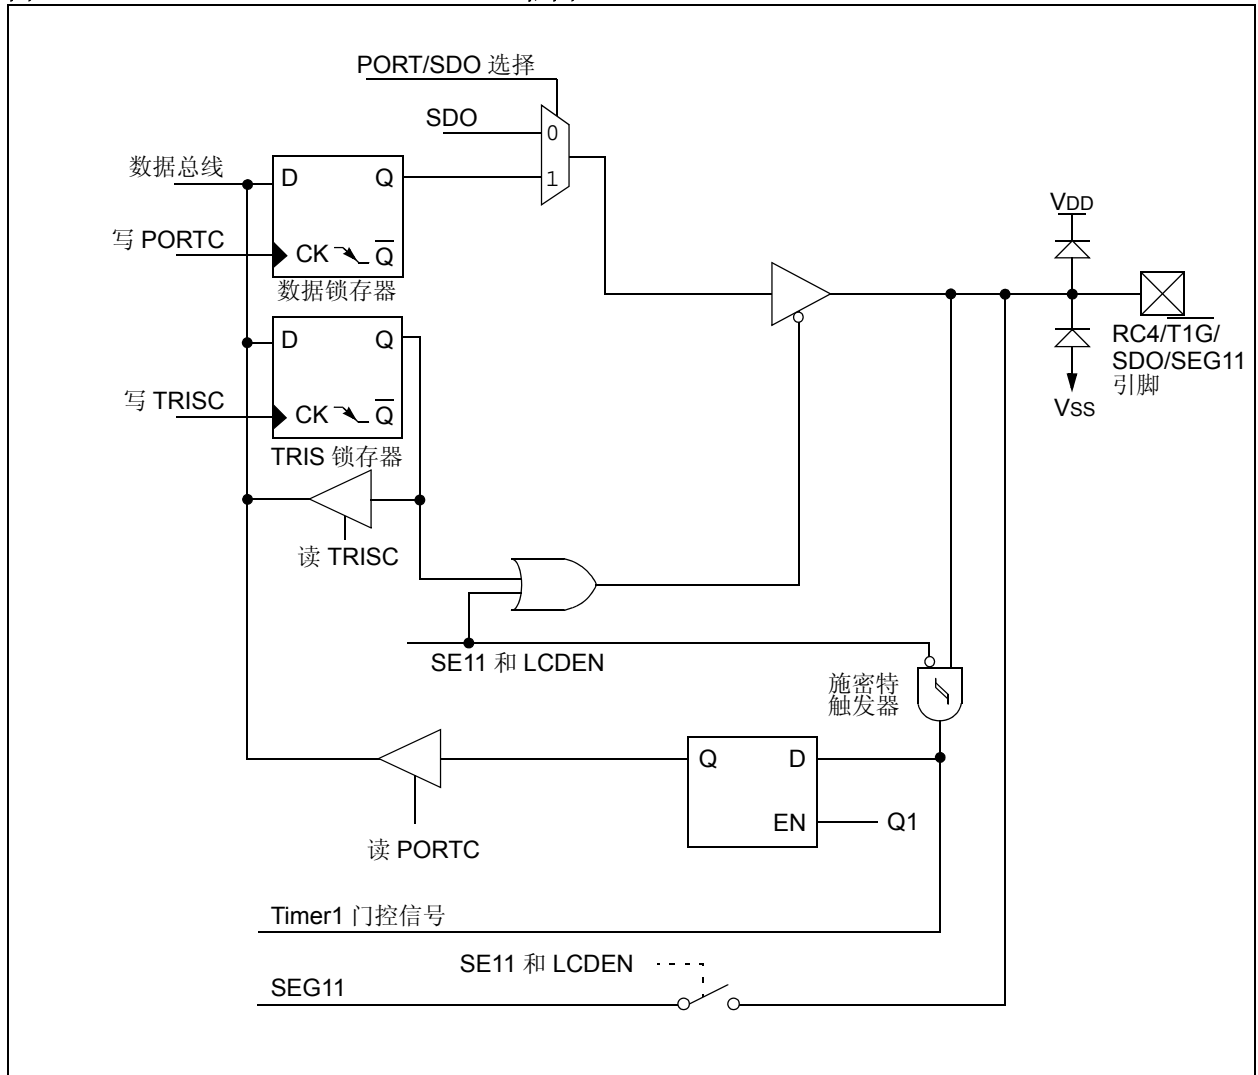 PORT/SDO 选择
SDO
0
数据总线
D
Q
1
VDD
写 PORTC
CK
Q
数据锁存器
D
Q
RC4/T1G/
SDO/SEG11
引脚
写 TRISC
CK
Q
VSS
TRIS 锁存器
读 TRISC
SE11 和 LCDEN
施密特
触发器
Q
D
EN
Q1
读 PORTC
Timer1 门控信号
SE11 和 LCDEN
SEG11